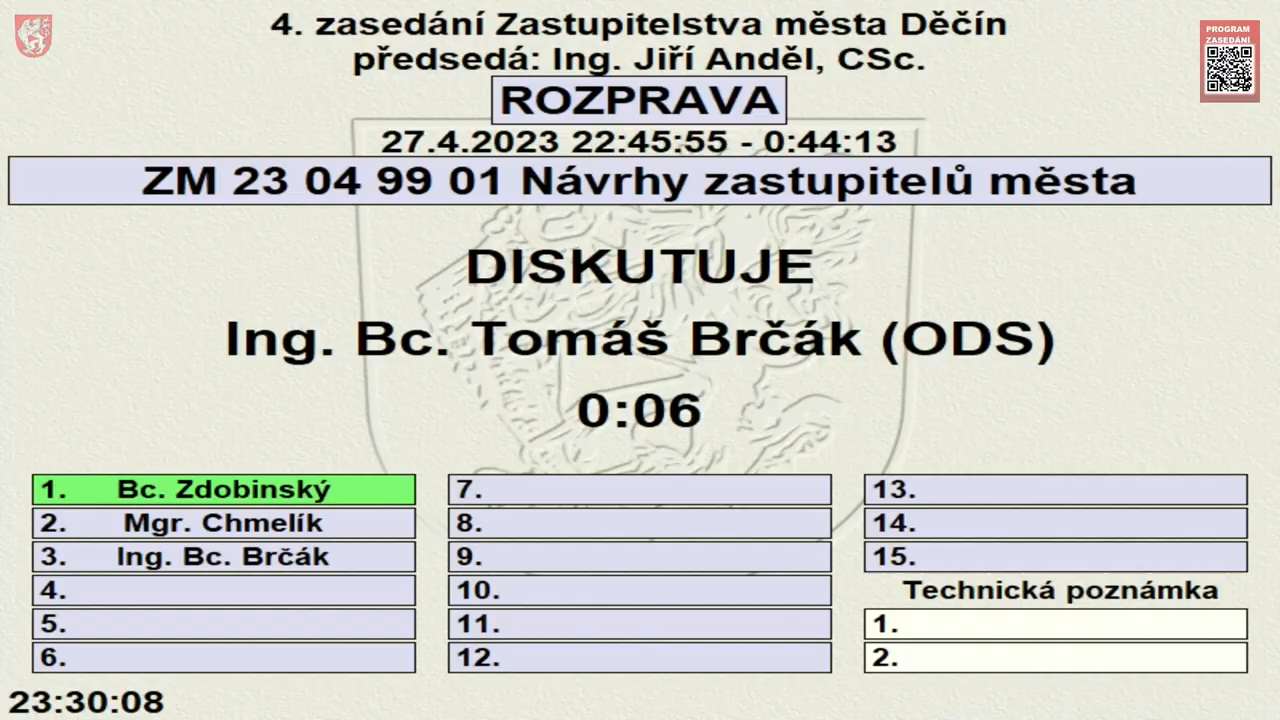 4. zasedání Zastupitelstva města Děčín
předsedá: Ing. Jiří Anděl, CSc.
PROGRAM
ZASEDÁNÍ
ROZPRAVA
27.4.2023 22:45:55 - 0:44:13
ZM 23 04 99 01 Návrhy zastupitelů města
DISKUTUJE
Ing. Bc. Tomáš Brčák (ODS)
0:06
1. Bc. Zdobinský
2. Mgr. Chmelík
3. Ing. Bc. Brčák
4.
5.
6.
7.
8.
9.
10.
11.
12.
13.
14.
15.
Technická poznámka
1.
2.
23:30:08